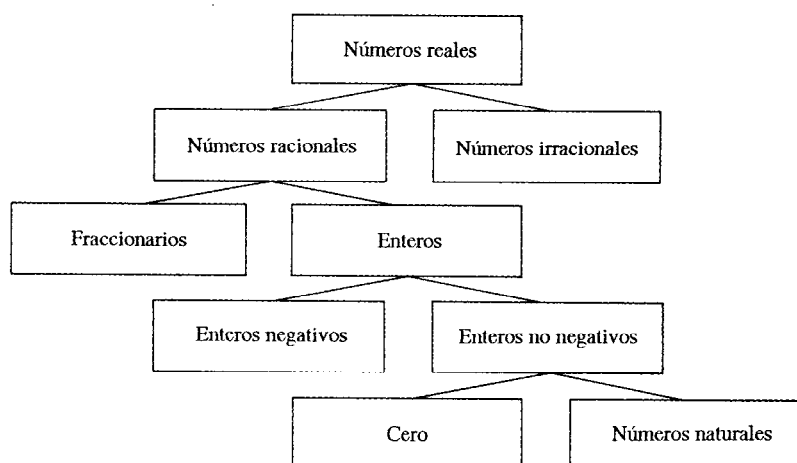 Números reales
Números racionales
Números irracionales
Fraccionarios
Enteros
Enteros negativos
Enteros no negativos
Cero
Números naturales